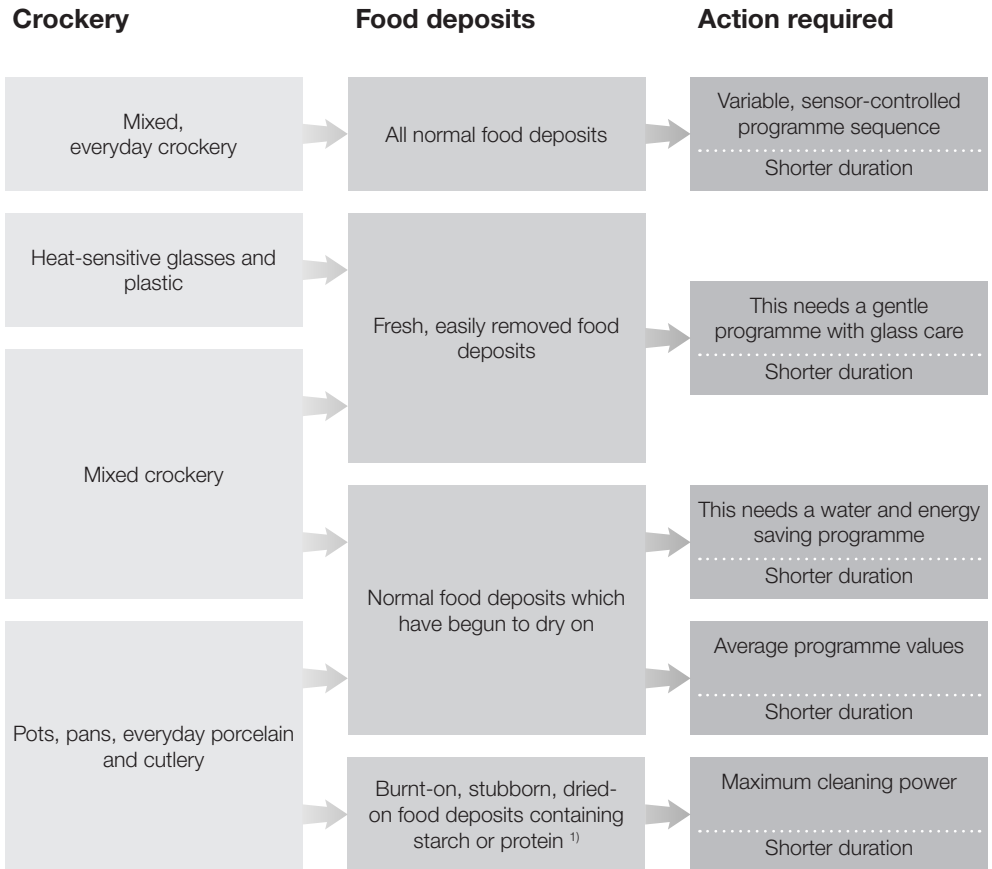 Crockery
Food deposits
Action required
Mixed,
everyday crockery
All normal food deposits
Variable, sensor-controlled
programme sequence
Shorter duration
Heat-sensitive glasses and
plastic
Fresh, easily removed food
deposits
This needs a gentle
programme with glass care
Shorter duration
Mixed crockery
Normal food deposits which
have begun to dry on
This needs a water and energy
saving programme
Shorter duration
Average programme values
Shorter duration
Pots, pans, everyday porcelain
and cutlery
Burnt-on, stubborn, dried-
on food deposits containing
starch or protein 1)
Maximum cleaning power
Shorter duration